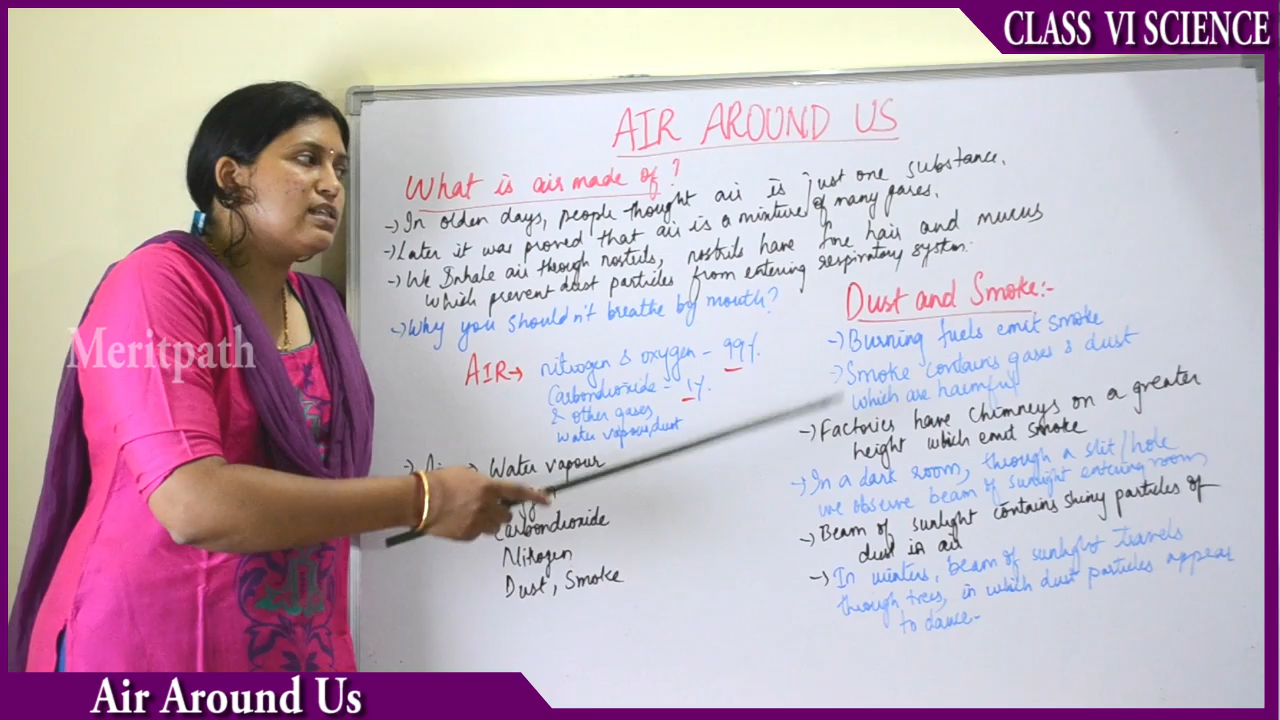 CLASS VI SCIENCE
AIR AROUND US
What is air made of?
→ In olden days, people thought air is just one substance.
→ Later it was proved that air is a mixture of many gases.
→ We Inhale air through nostrils, nostrils have fine hair and mucus
which prevent dust particles from entering respiratory system.
→ Why you shouldn't breathe by mouth?
AIR → nitrogen & oxygen - 99%.
Carbondioxide - 1%.
& other gases
water vapour, dust
→ Water vapour
Carbondioxide
Nitrogen
Dust, Smoke
Dust and Smoke:-
→ Burning fuels emit smoke
→ Smoke contains gases & dust
which are harmful
→ Factories have chimneys on a greater
height which emit smoke
→ In a dark room, through a slit/hole
we observe beam of sunlight entering room,
→ Beam of sunlight contains shiny particles of
dust in air
→ In winters, beam of sunlight travels
through trees, in which dust particles appear
to dance-
Meritpath
Air Around Us